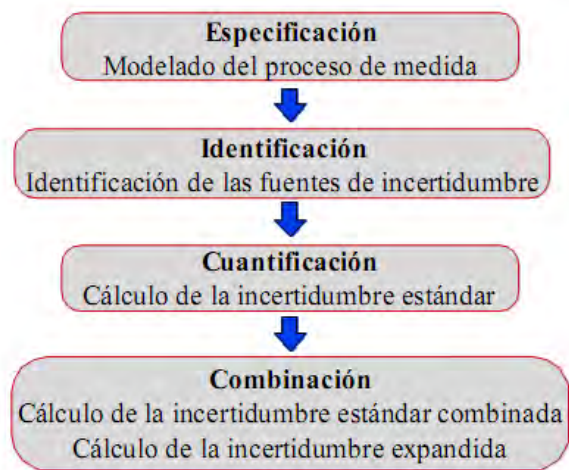 Especificación
Modelado del proceso de medida
Identificación
Identificación de las fuentes de incertidumbre
Cuantificación
Cálculo de la incertidumbre estándar
Combinación
Cálculo de la incertidumbre estándar combinada
Cálculo de la incertidumbre expandida